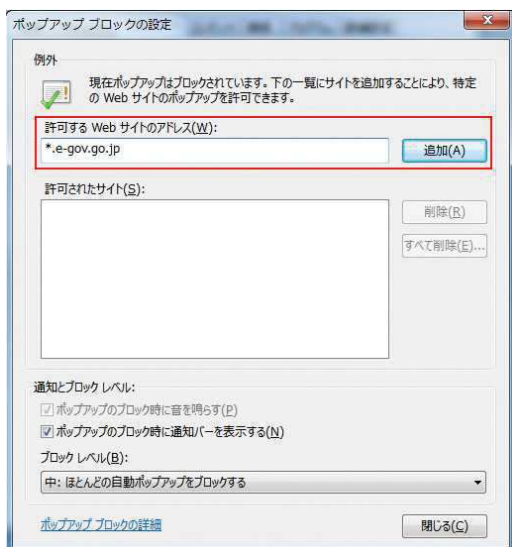 ポップアップ ブロックの設定
例外
現在ポップアップはブロックされています。下の一覧にサイトを追加することにより、特定
の Web サイトのポップアップを許可できます。
許可する Web サイトのアドレス(W):
*.e-gov.go.jp
追加(A)
許可されたサイト(S):
削除(R)
すべて削除(E)...
通知とブロック レベル:
ポップアップのブロック時に音を鳴らす(P)
ポップアップのブロック時に通知バーを表示する(N)
ブロック レベル(B):
中: ほとんどの自動ポップアップをブロックする
ポップアップ ブロックの詳細
閉じる(C)